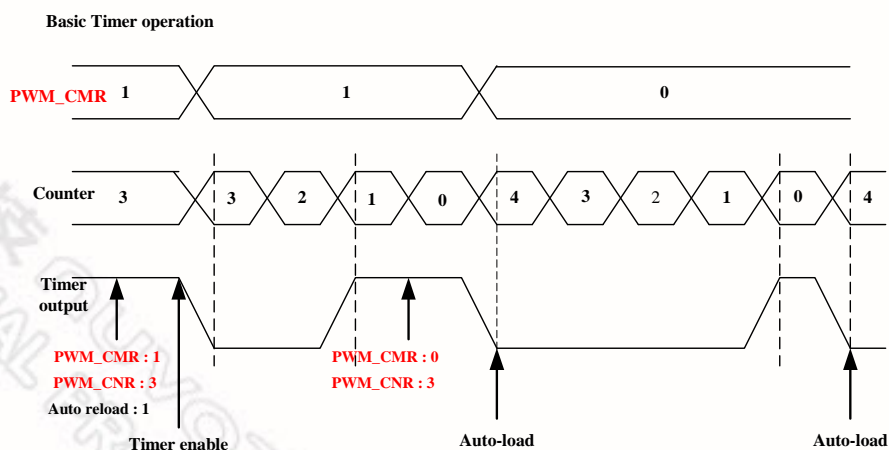 Basic Timer operation
PWM_CMR 1 1 0
Counter 3 3 2 1 0 4 3 2 1 0 4
Timer
output
PWM_CMR : 1 PWM_CMR : 0
PWM_CNR : 3 PWM_CNR : 3
Auto reload : 1
Timer enable Auto-load Auto-load